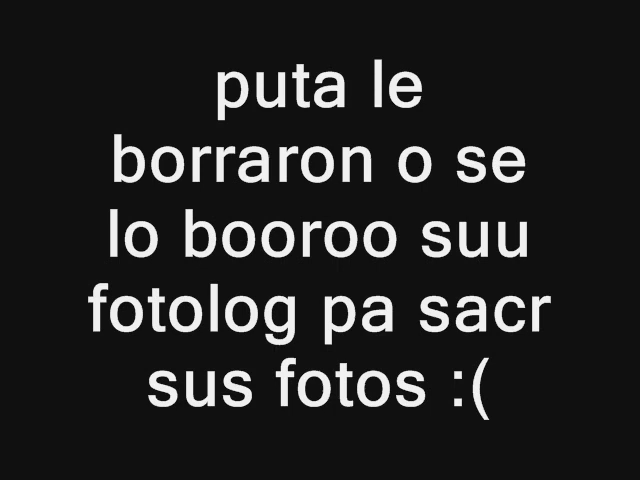 puta le
borraron o se
lo booroo suu
fotolog pa sacr
sus fotos :(